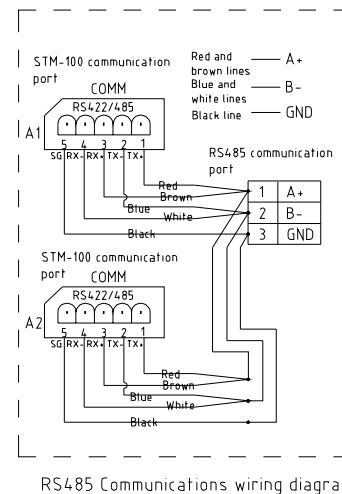 Red and
brown lines
A+
Blue and
white lines
B-
Black line
GND
STM-100 communication
port
COMM
RS422/485
A1
5 4 3 2 1
SG RX- RX+ TX- TX+
RS485 communication
port
1 A+
2 B-
3 GND
Red
Brown
Blue
White
Black
STM-100 communication
port
COMM
RS422/485
A2
5 4 3 2 1
SG RX- RX+ TX- TX+
Red
Brown
Blue
White
Black
RS485 Communications wiring diagra